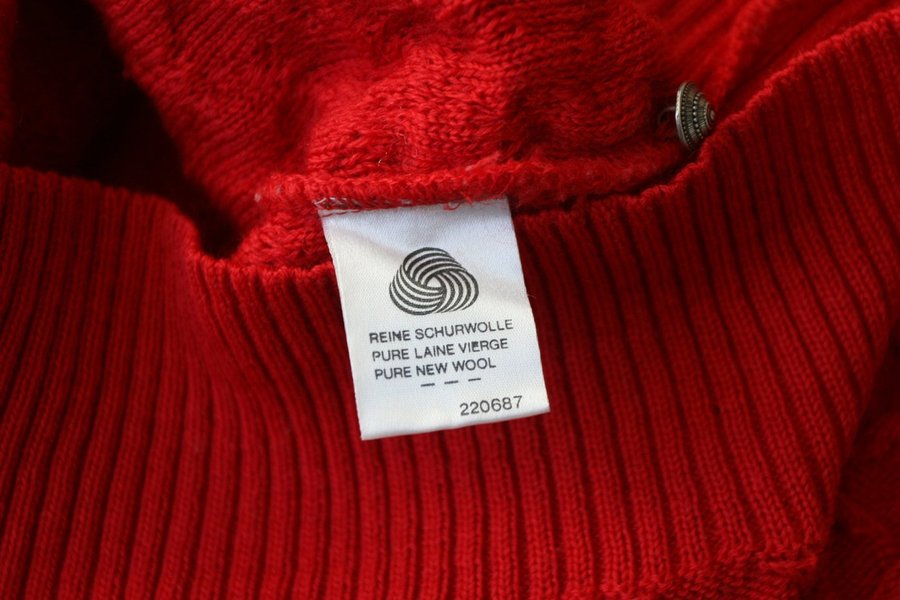 REINE SCHURWOLLE
PURE LAINE VIERGE
PURE NEW WOOL
— — —
220687